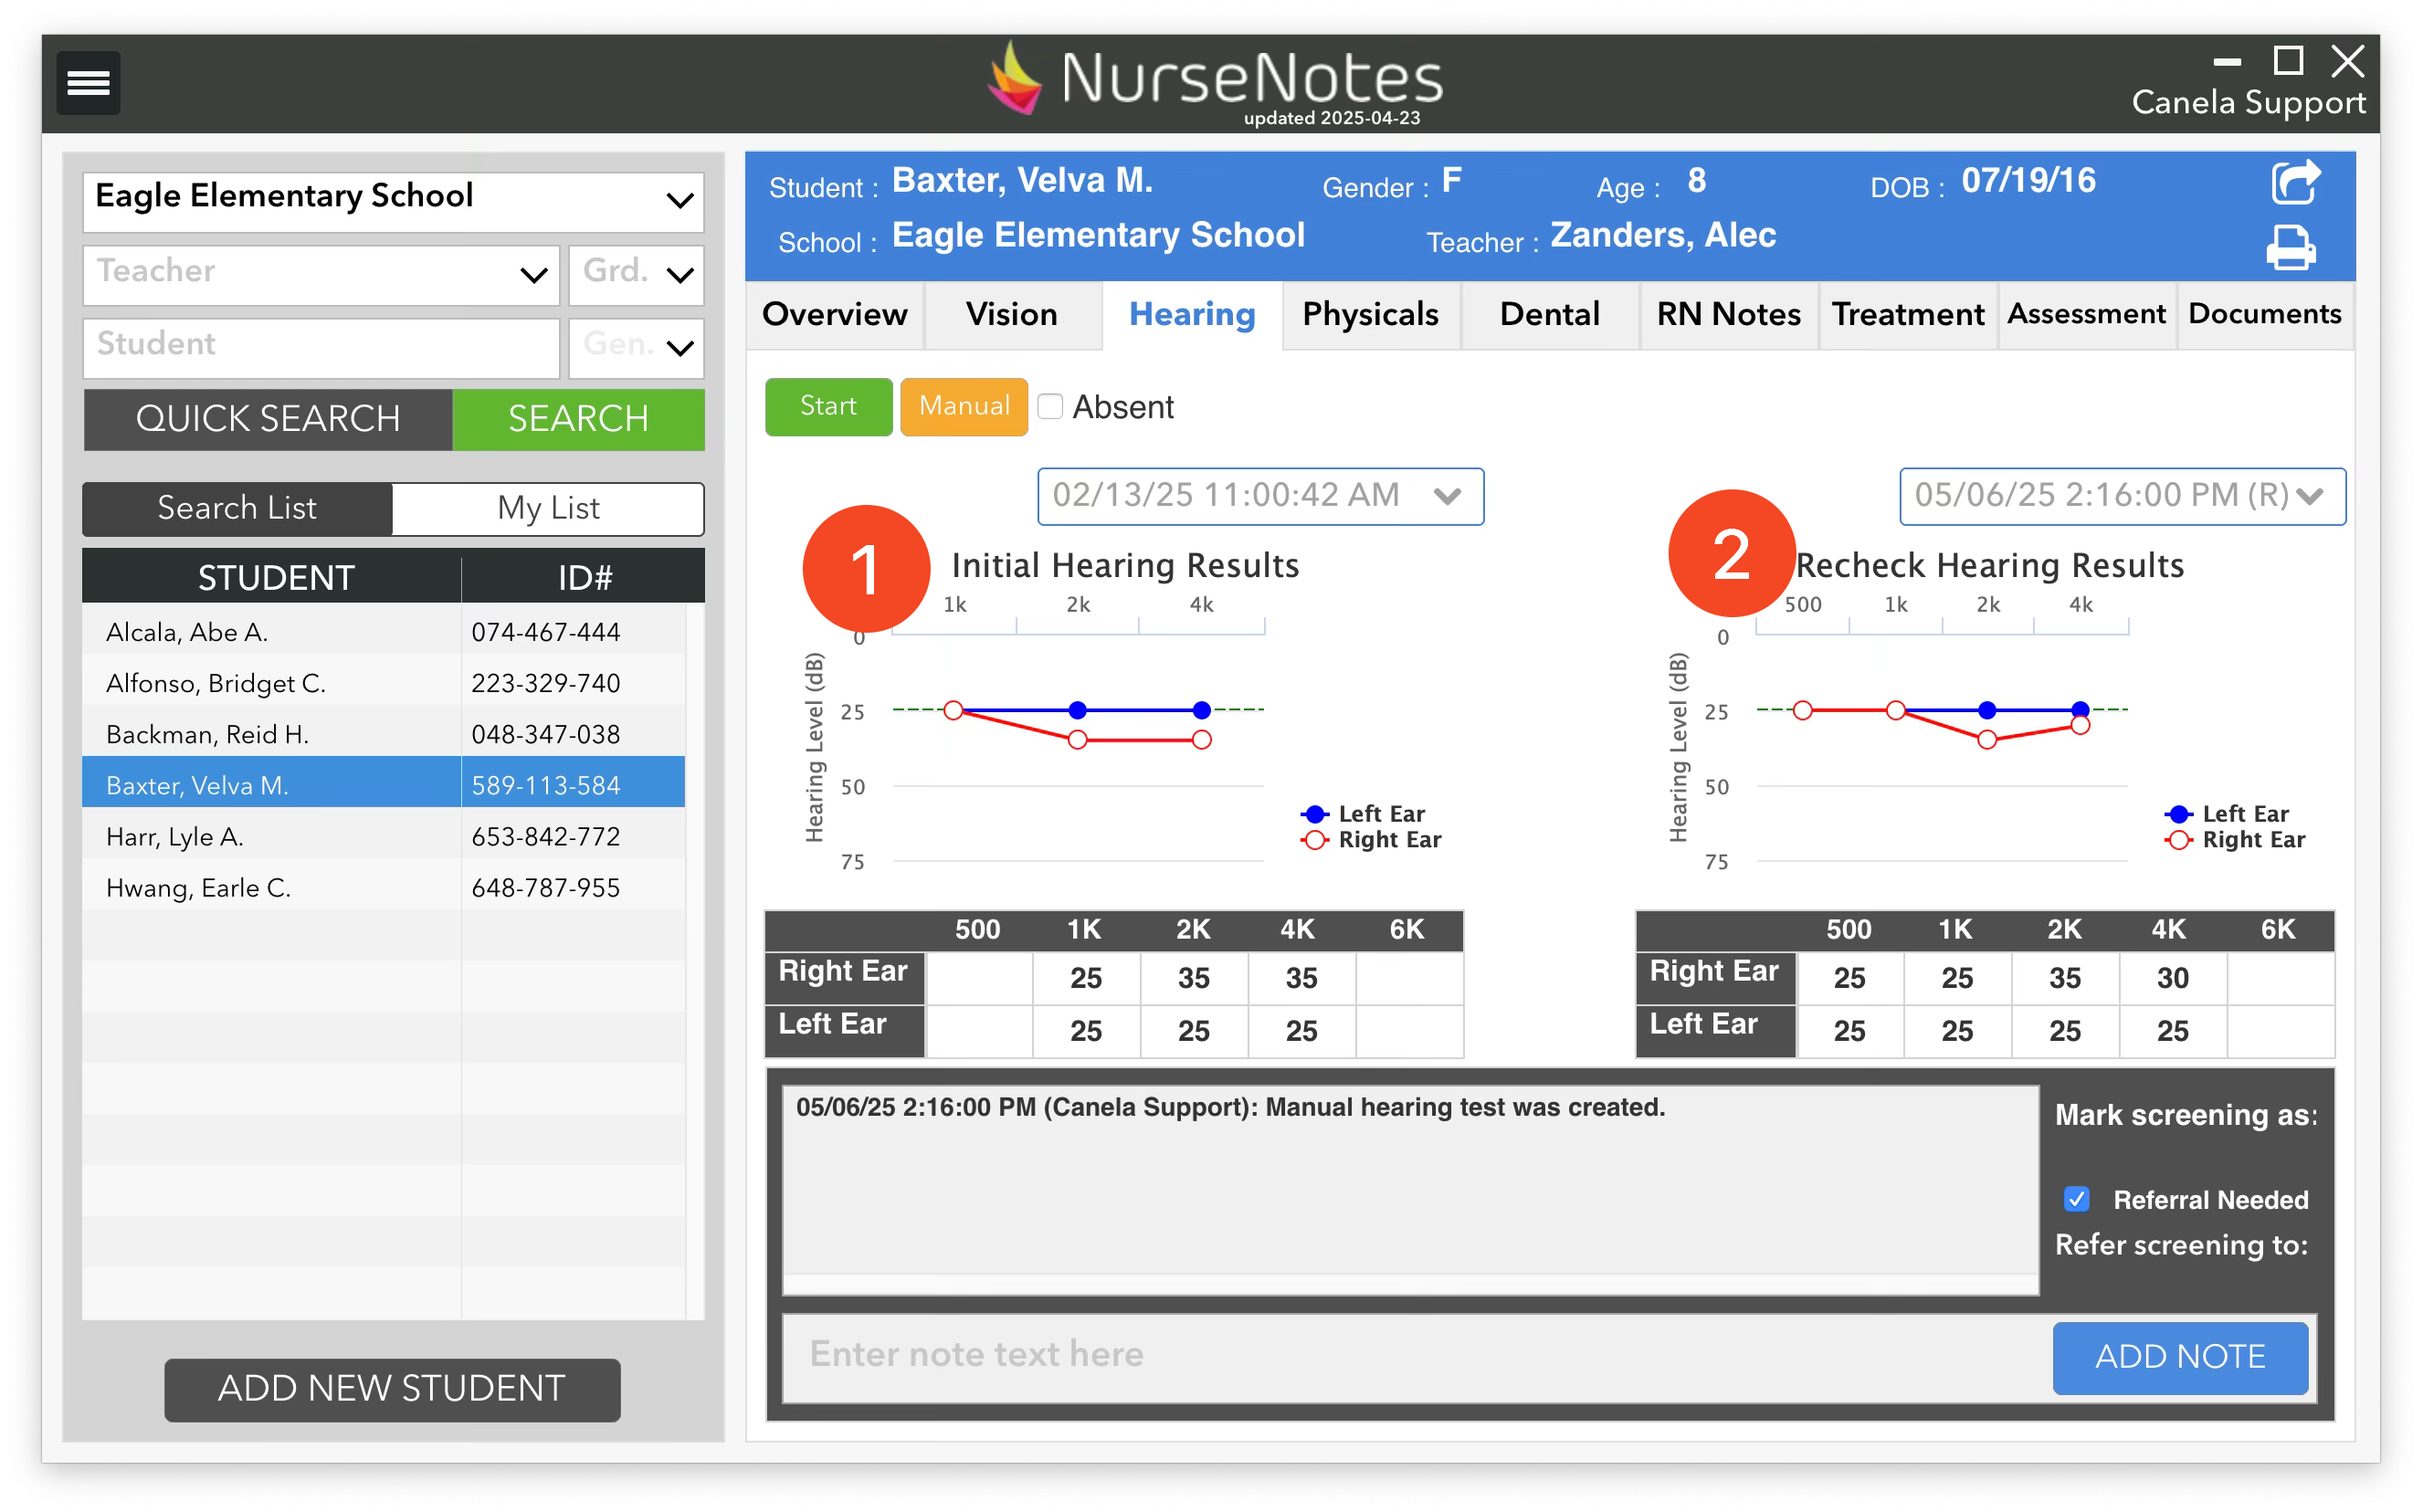 NurseNotes
updated 2025-04-23
Canela Support
Eagle Elementary School
Teacher
Grd.
Student
Gen.
QUICK SEARCH
SEARCH
Search List
My List
STUDENT ID#
Alcala, Abe A. 074-467-444
Alfonso, Bridget C. 223-329-740
Backman, Reid H. 048-347-038
Baxter, Velva M. 589-113-584
Harr, Lyle A. 653-842-772
Hwang, Earle C. 648-787-955
ADD NEW STUDENT
Student : Baxter, Velva M. Gender : F Age : 8 DOB : 07/19/16
School : Eagle Elementary School Teacher : Zanders, Alec
Overview Vision Hearing Physicals Dental RN Notes Treatment Assessment Documents
Start Manual Absent
02/13/25 11:00:42 AM
1
Initial Hearing Results
1k 2k 4k
0
25
50
75
Hearing Level (dB)
Left Ear
Right Ear
500 1K 2K 4K 6K
Right Ear 25 35 35
Left Ear 25 25 25
05/06/25 2:16:00 PM (R)
2
Recheck Hearing Results
500 1k 2k 4k
0
25
50
75
Hearing Level (dB)
Left Ear
Right Ear
500 1K 2K 4K 6K
Right Ear 25 25 35 30
Left Ear 25 25 25 25
05/06/25 2:16:00 PM (Canela Support): Manual hearing test was created.
Mark screening as:
Referral Needed
Refer screening to:
Enter note text here
ADD NOTE